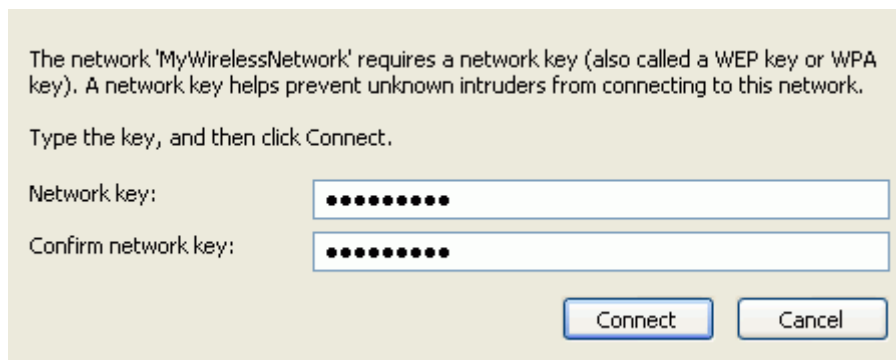 The network 'MyWirelessNetwork' requires a network key (also called a WEP key or WPA
key). A network key helps prevent unknown intruders from connecting to this network.
Type the key, and then click Connect.
Network key: •••••••••
Confirm network key: •••••••••
Connect Cancel